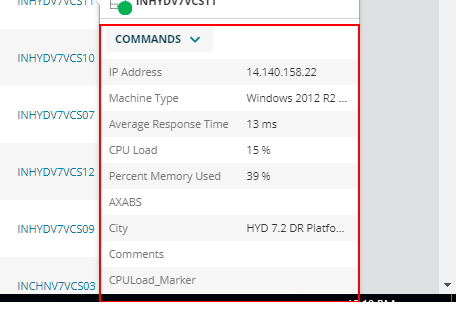 INHYDV7VCS11
INHYDV7VCS11
COMMANDS
INHYDV7VCS10
IP Address 14.140.158.22
Machine Type Windows 2012 R2 ...
INHYDV7VCS07
Average Response Time 13 ms
CPU Load 15 %
INHYDV7VCS12
Percent Memory Used 39 %
AXABS
INHYDV7VCS09
City HYD 7.2 DR Platfo...
Comments
INCHNV7VCS03
CPULoad_Marker